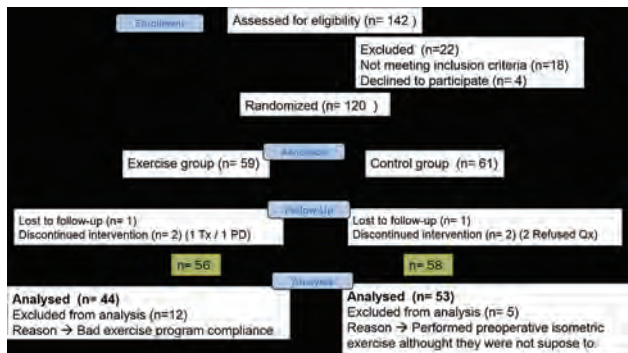 Enrollment
Assessed for eligibility (n= 142 )
Excluded (n=22)
Not meeting inclusion criteria (n=18)
Declined to participate (n= 4)
Randomized (n= 120 )
Allocation
Exercise group (n= 59)
Control group (n= 61)
Follow-Up
Lost to follow-up (n= 1)
Discontinued intervention (n= 2) (1 Tx / 1 PD)
Lost to follow-up (n= 1)
Discontinued intervention (n= 2) (2 Refused Qx)
n= 56
n= 58
Analysis
Analysed (n= 44)
Excluded from analysis (n=12)
Reason → Bad exercise program compliance
Analysed (n= 53)
Excluded from analysis (n= 5)
Reason → Performed preoperative isometric
exercise althought they were not supose to